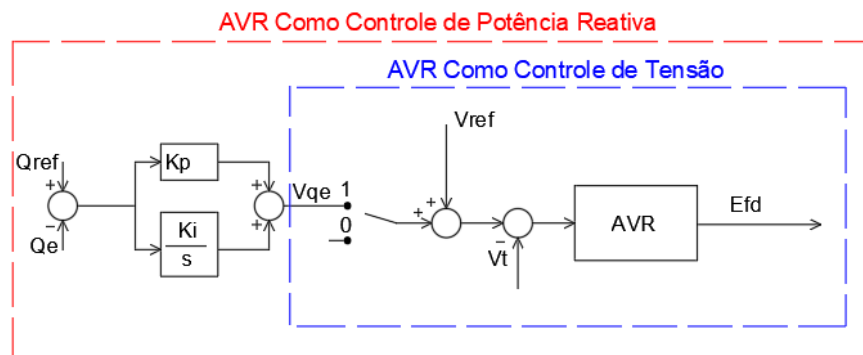 AVR Como Controle de Potência Reativa
AVR Como Controle de Tensão
Vref
Qref
Kp
+
+
+
Vqe
1
+
+
−
0
+
Qe
Ki
s
−
Vt
AVR
Efd